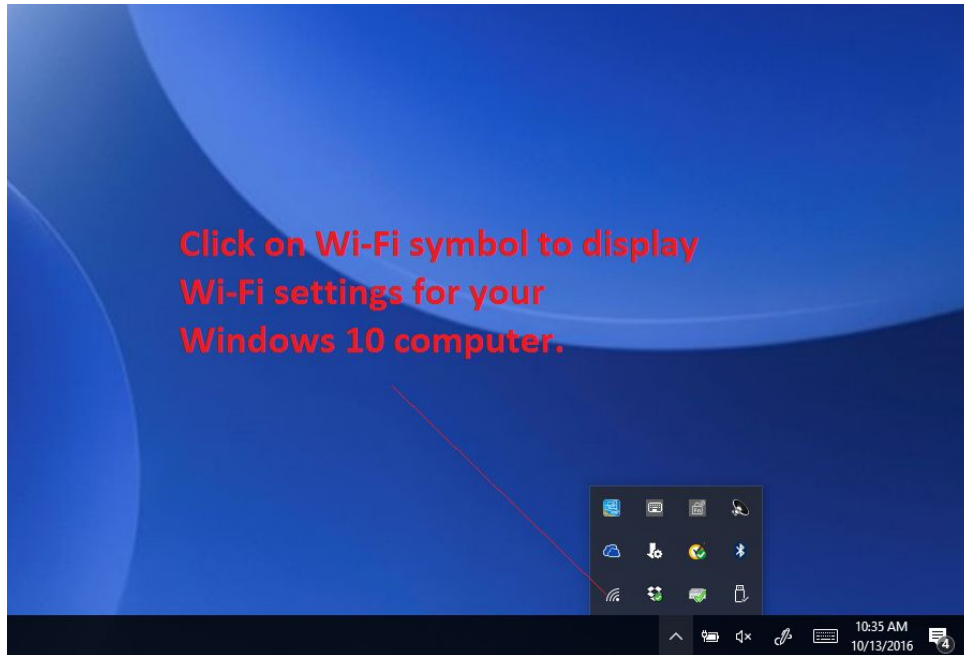 Click on Wi-Fi symbol to display
Wi-Fi settings for your
Windows 10 computer.
10:35 AM
10/13/2016
4